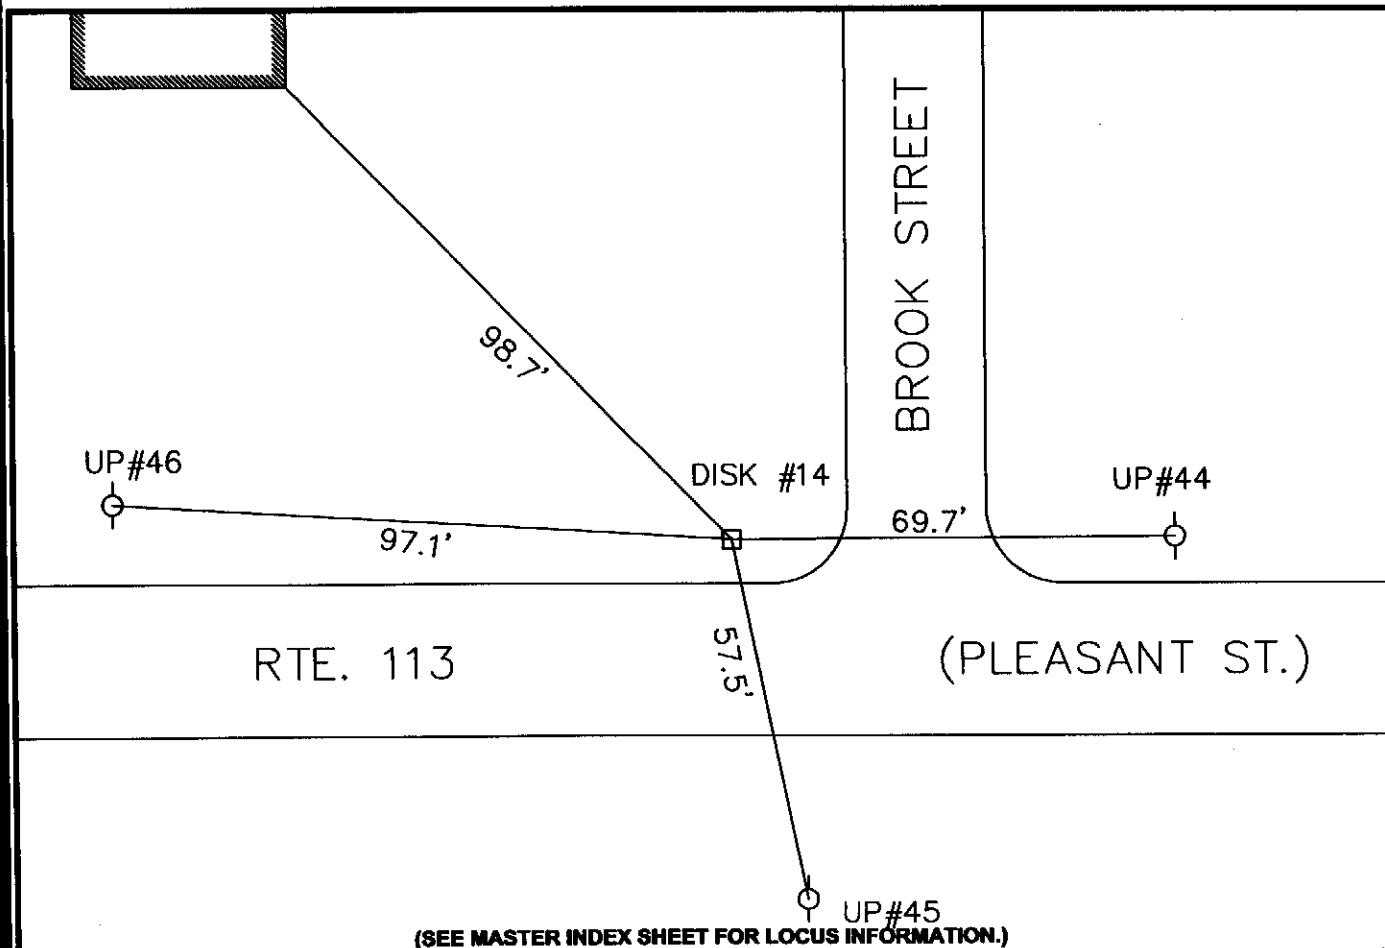 BROOK STREET
98.7'
UP#46
DISK #14
UP#44
69.7'
97.1'
57.5'
RTE. 113
(PLEASANT ST.)
UP#45
(SEE MASTER INDEX SHEET FOR LOCUS INFORMATION.)